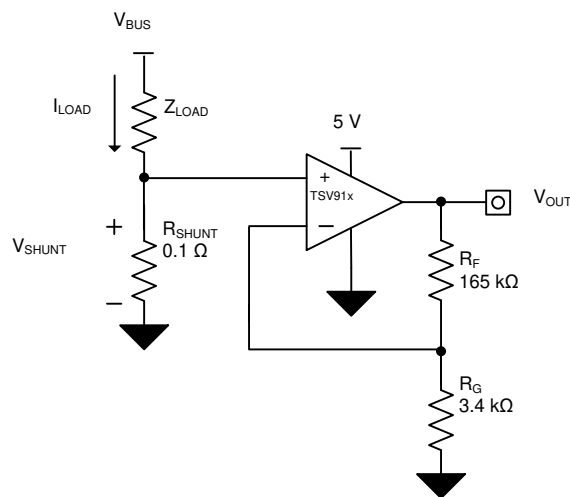 VBUS
ILOAD
ZLOAD
5 V
+
TSV91x
−
VOUT
+
VSHUNT
−
RSHUNT
0.1 Ω
RF
165 kΩ
RG
3.4 kΩ